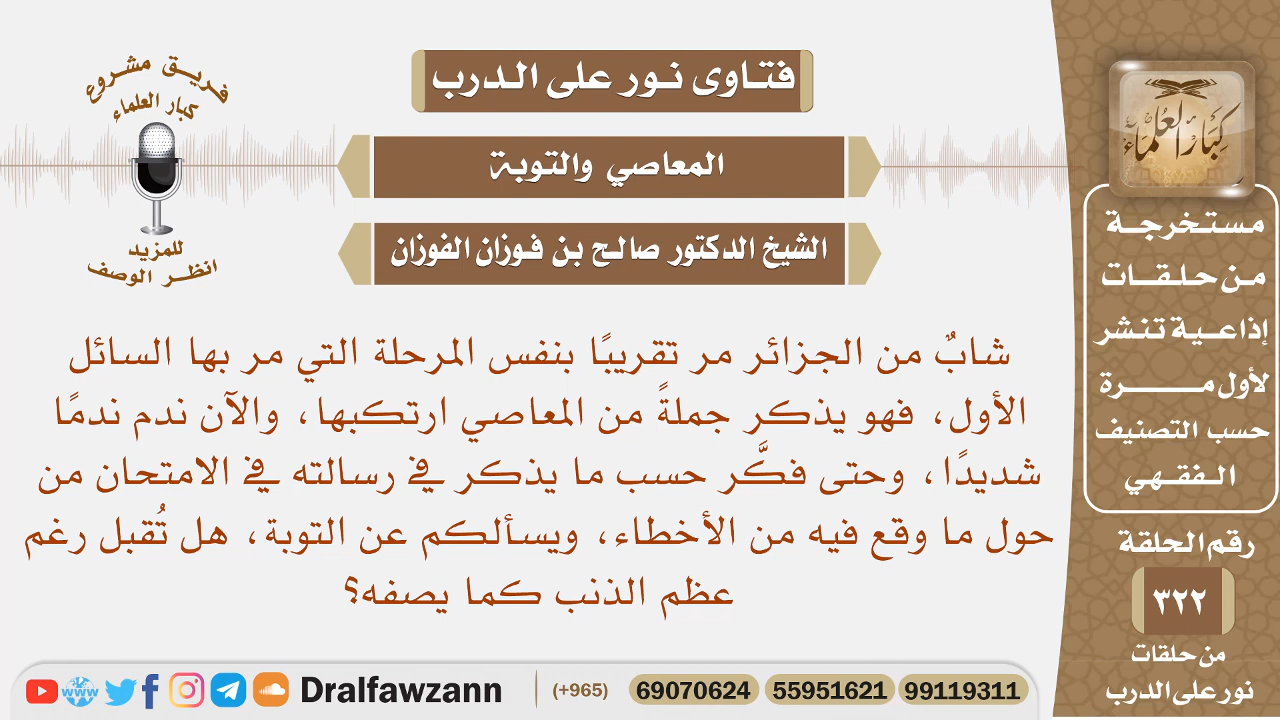 فتاوى نور على الدرب
المعاصي والتوبة
الشيخ الدكتور صالح بن فوزان الفوزان
فريق مشروع
كبار العلماء
للمزيد
انظر الوصف
شابٌ من الجزائر مر تقريبًا بنفس المرحلة التي مر بها السائل
الأول، فهو يذكر جملةً من المعاصي ارتكبها، والآن ندم ندمًا
شديدًا، وحتى فكَّر حسب ما يذكر في رسالته في الامتحان من
حول ما وقع فيه من الأخطاء، ويسألكم عن التوبة، هل تُقبل رغم
عظم الذنب كما يصفه؟
كِبَارُ العُلَمَاء
مستخرجة
من حلقات
إذاعية تنشر
لأول مرة
حسب التصنيف
الفقهي
رقم الحلقة
٣٢٢
من حلقات
نور على الدرب
www Dralfawzann (+965) 69070624 55951621 99119311